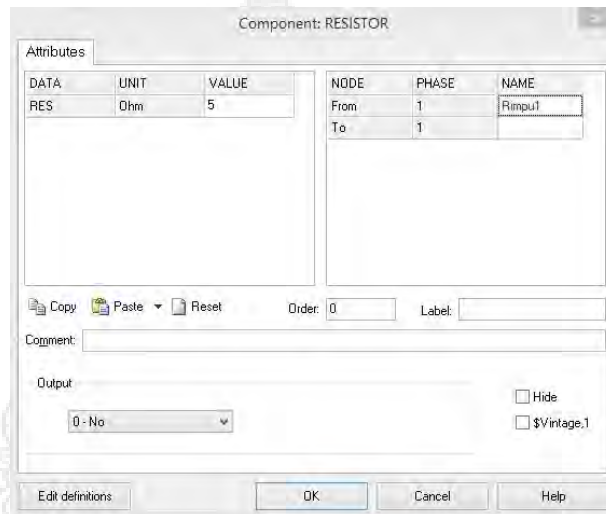 Component: RESISTOR
Attributes
DATA UNIT VALUE
RES Ohm 5
NODE PHASE NAME
From 1 Rimpu1
To 1
Copy Paste Reset Order: 0 Label:
Comment:
Output
0 - No
Hide
$Vintage,1
Edit definitions OK Cancel Help